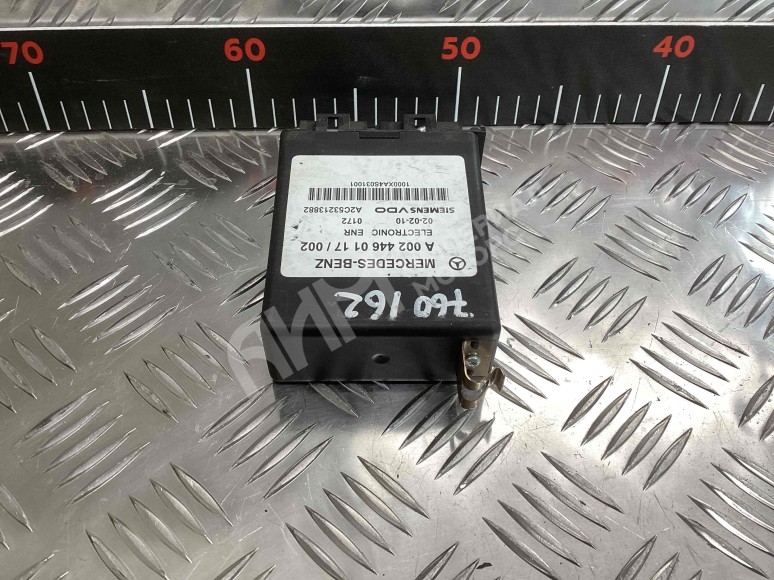 70 60 50 40
MERCEDES-BENZ
A 002 446 01 17 / 002
ELECTRONIC ENR
02-02-10 0172
SIEMENS VDO A2C53213882
1000XA4S031001
760/62